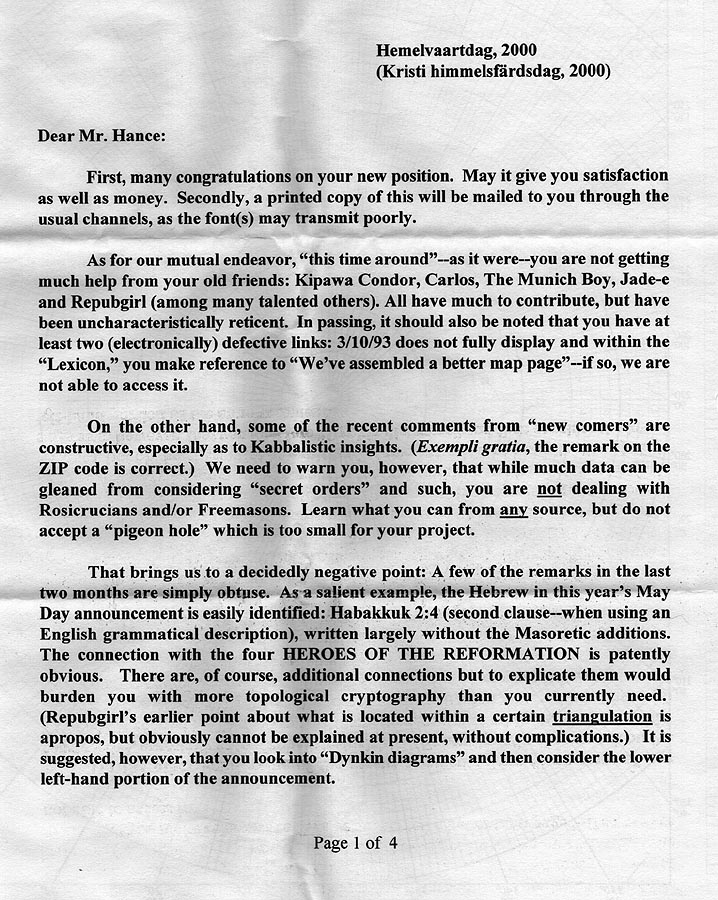 Hemelvaartdag, 2000
(Kristi himmelsfärdsdag, 2000)
Dear Mr. Hance:
First, many congratulations on your new position. May it give you satisfaction
as well as money. Secondly, a printed copy of this will be mailed to you through the
usual channels, as the font(s) may transmit poorly.
As for our mutual endeavor, “this time around”--as it were--you are not getting
much help from your old friends: Kipawa Condor, Carlos, The Munich Boy, Jade-e
and Repubgirl (among many talented others). All have much to contribute, but have
been uncharacteristically reticent. In passing, it should also be noted that you have at
least two (electronically) defective links: 3/10/93 does not fully display and within the
“Lexicon,” you make reference to “We’ve assembled a better map page”--if so, we are
not able to access it.
On the other hand, some of the recent comments from “new comers” are
constructive, especially as to Kabbalistic insights. (Exempli gratia, the remark on the
ZIP code is correct.) We need to warn you, however, that while much data can be
gleaned from considering “secret orders” and such, you are not dealing with
Rosicrucians and/or Freemasons. Learn what you can from any source, but do not
accept a “pigeon hole” which is too small for your project.
That brings us to a decidedly negative point: A few of the remarks in the last
two months are simply obtuse. As a salient example, the Hebrew in this year’s May
Day announcement is easily identified: Habakkuk 2:4 (second clause--when using an
English grammatical description), written largely without the Masoretic additions.
The connection with the four HEROES OF THE REFORMATION is patently
obvious. There are, of course, additional connections but to explicate them would
burden you with more topological cryptography than you currently need.
(Repubgirl’s earlier point about what is located within a certain triangulation is
apropos, but obviously cannot be explained at present, without complications.) It is
suggested, however, that you look into “Dynkin diagrams” and then consider the lower
left-hand portion of the announcement.
Page 1 of 4